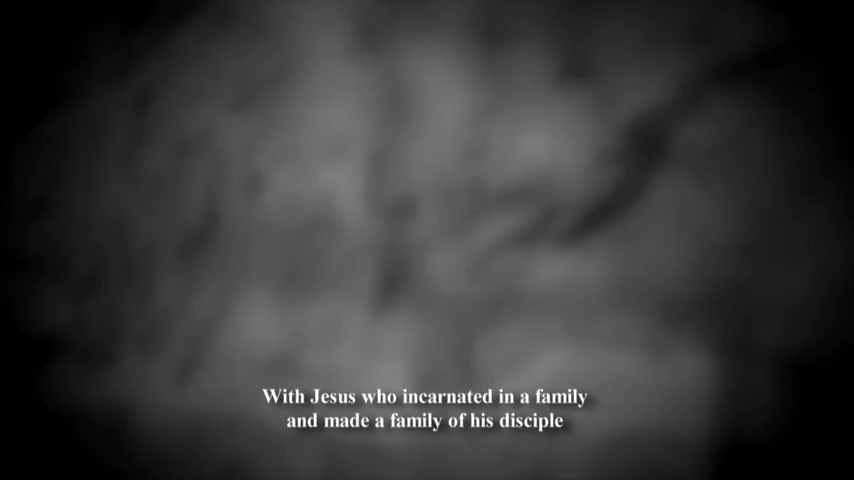 With Jesus who incarnated in a family
and made a family of his disciple